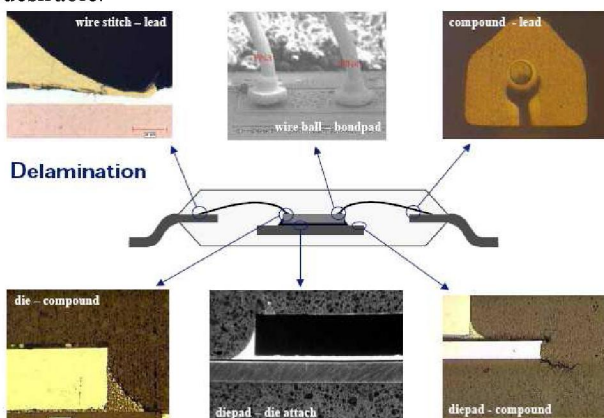 wire stitch – lead
wire ball – bondpad
compound - lead
Delamination
die – compound
diepad – die attach
diepad - compound